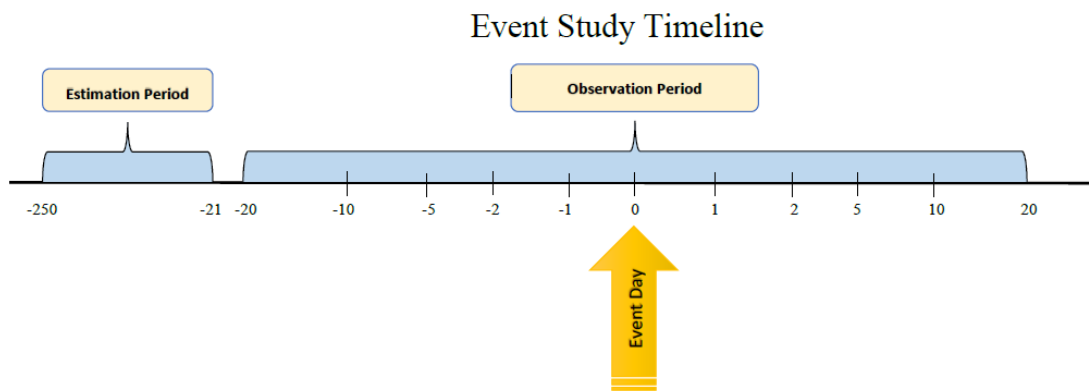 Event Study Timeline
Estimation Period
Observation Period
-250 -21 -20 -10 -5 -2 -1 0 1 2 5 10 20
Event Day